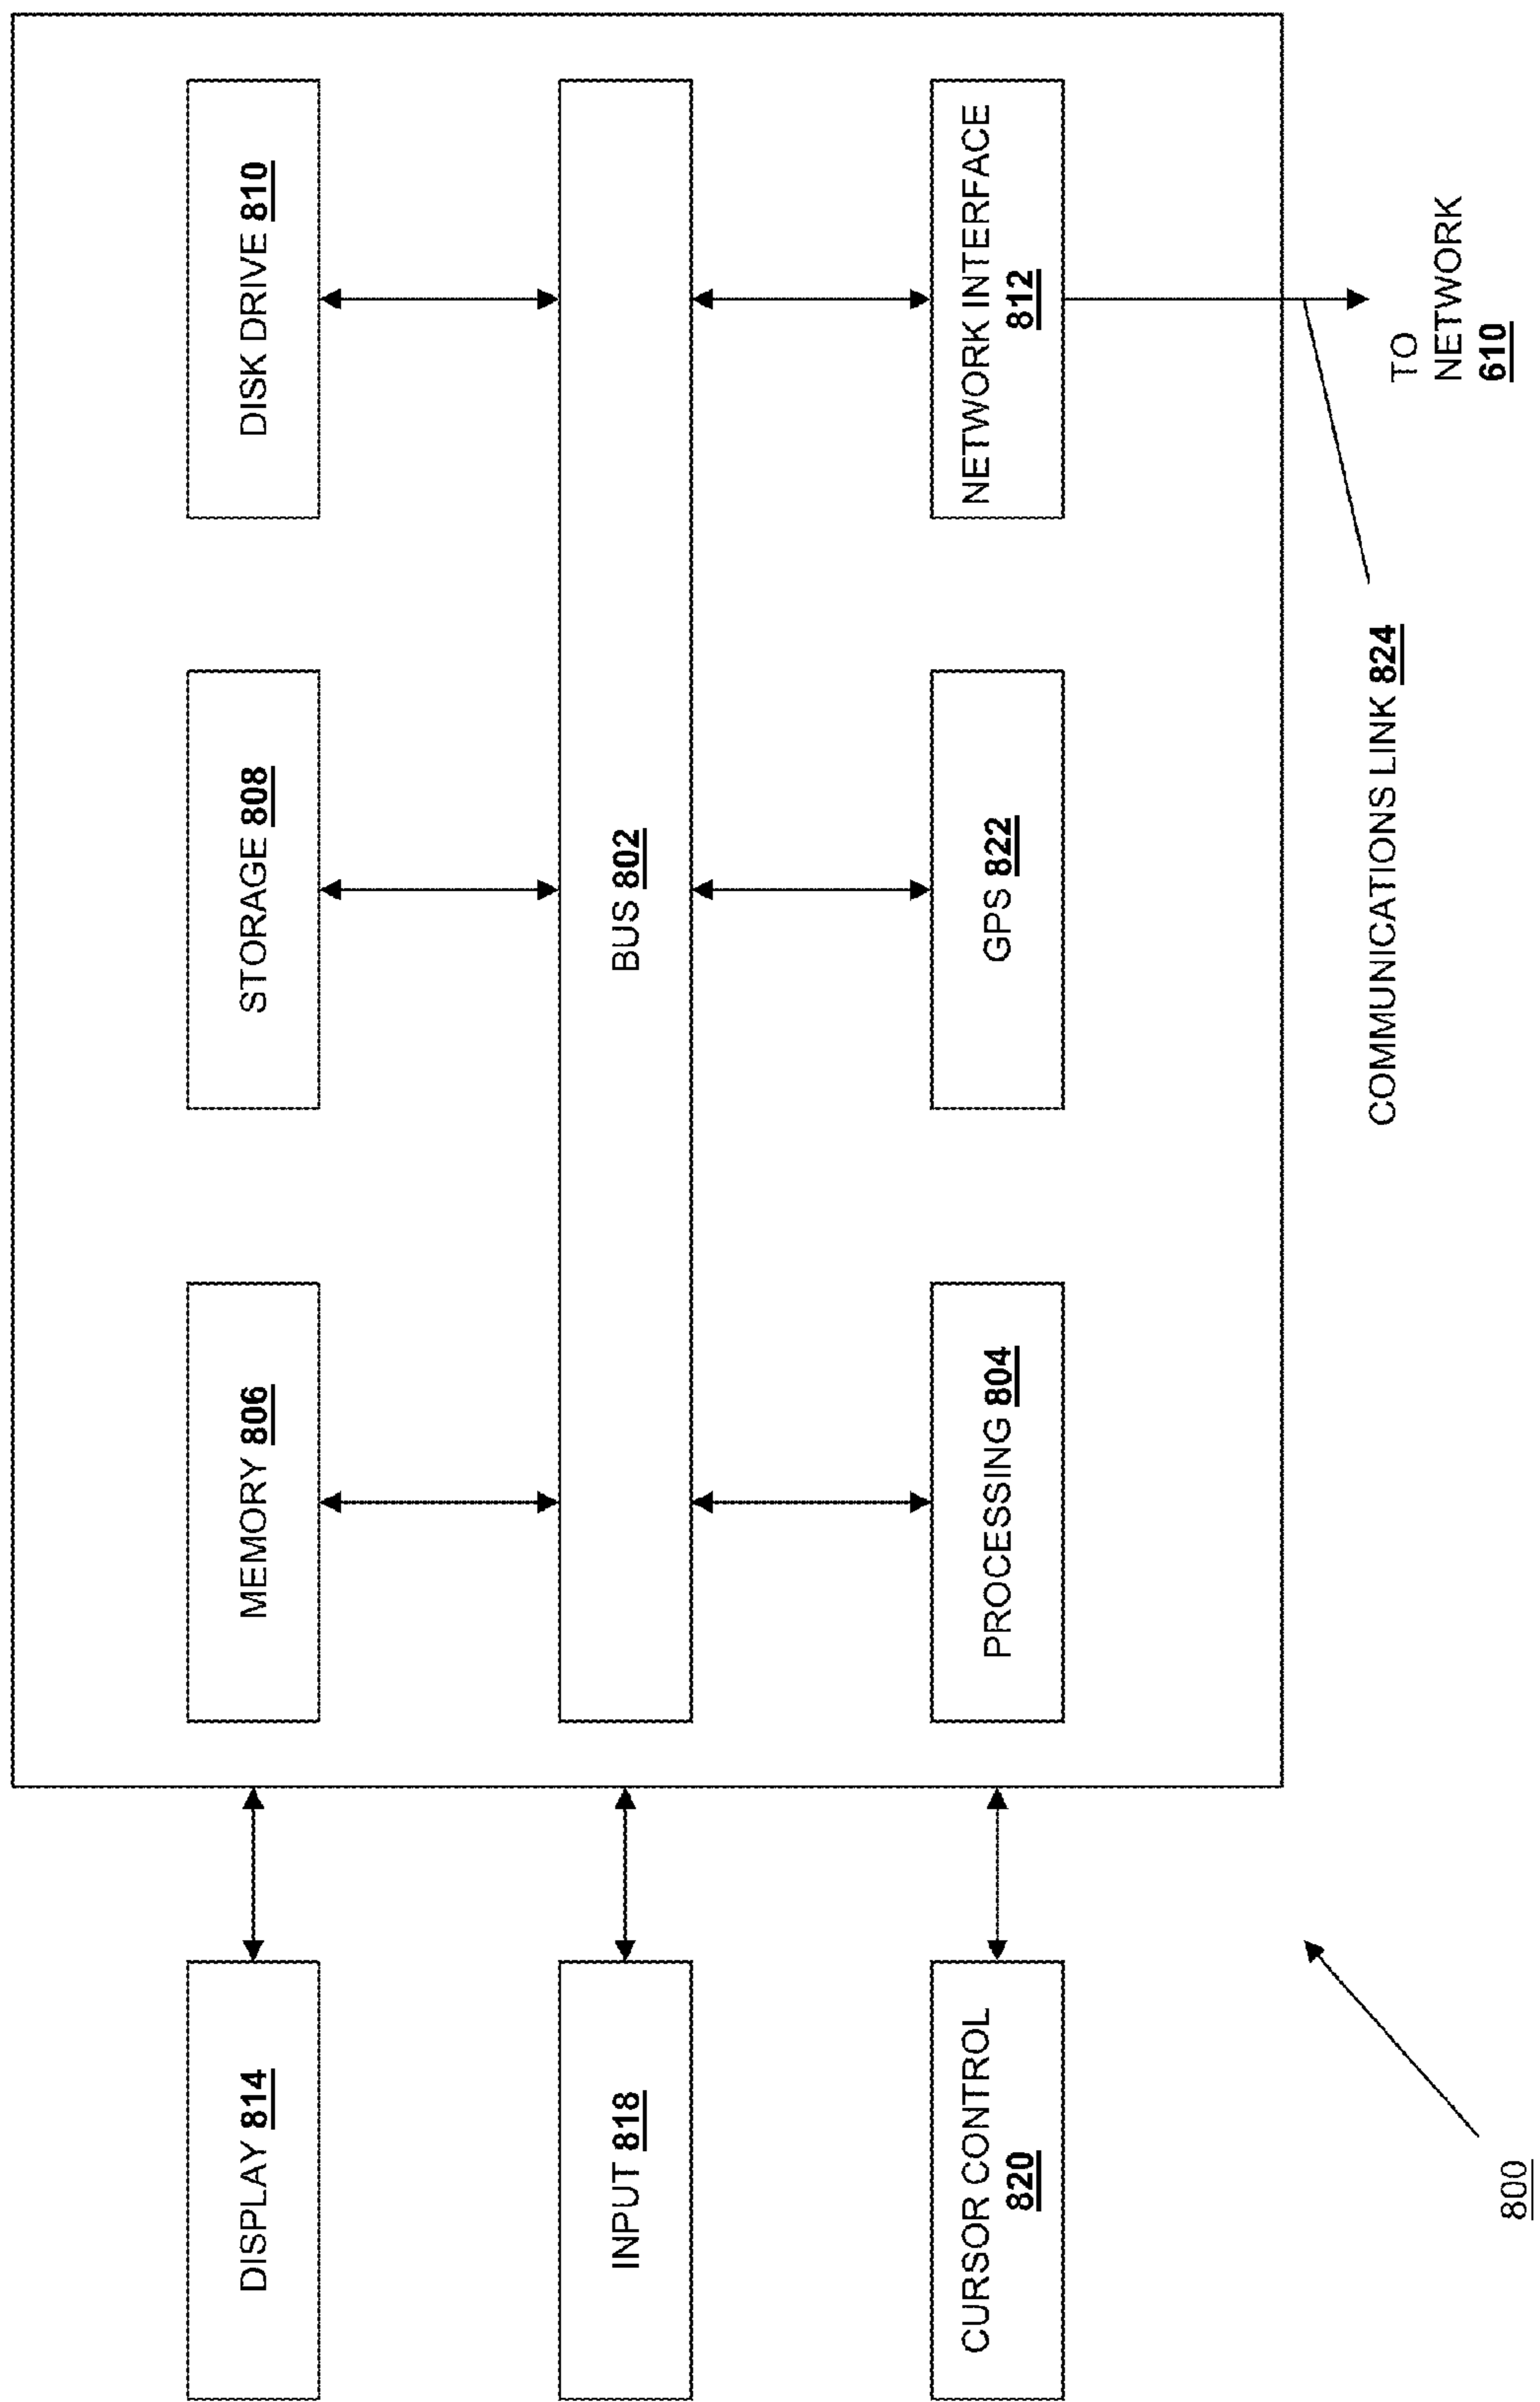 DISPLAY 814
MEMORY 806
STORAGE 808
DISK DRIVE 810
INPUT 818
BUS 802
CURSOR CONTROL
820
PROCESSING 804
GPS 822
NETWORK INTERFACE
812
COMMUNICATIONS LINK 824
TO
NETWORK
610
800